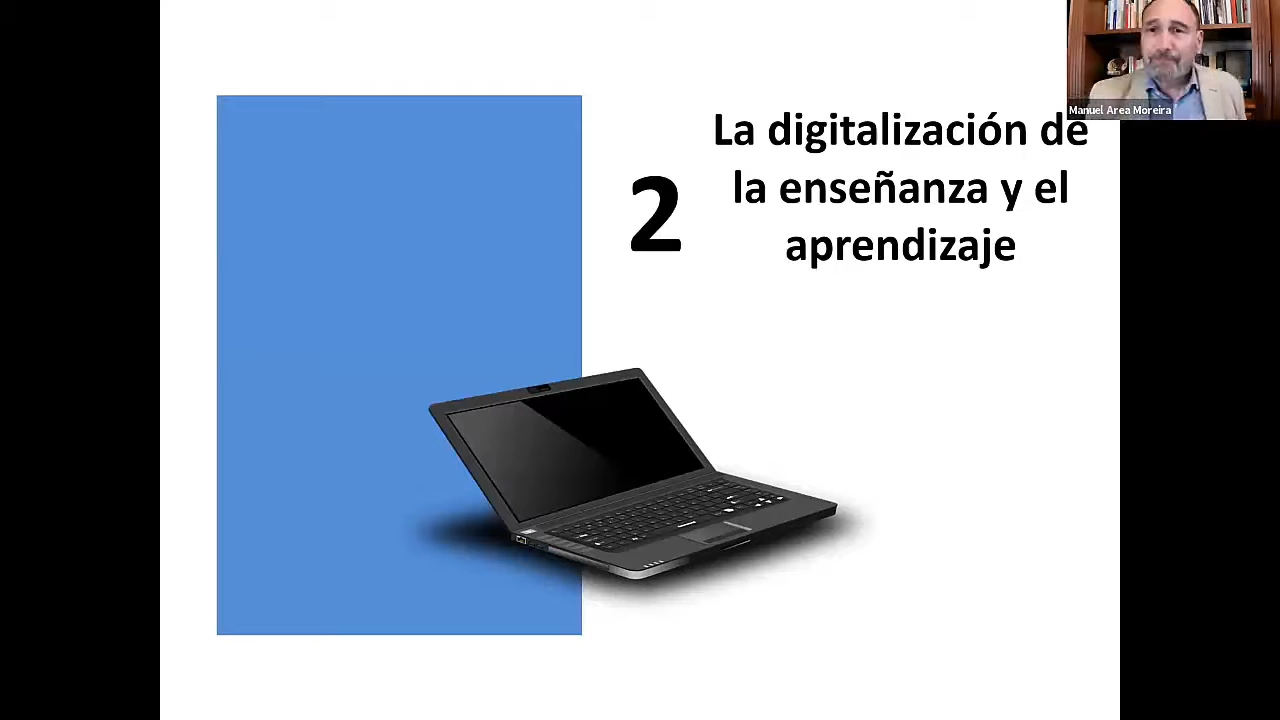 Manuel Area Moreira
2
La digitalización de
la enseñanza y el
aprendizaje